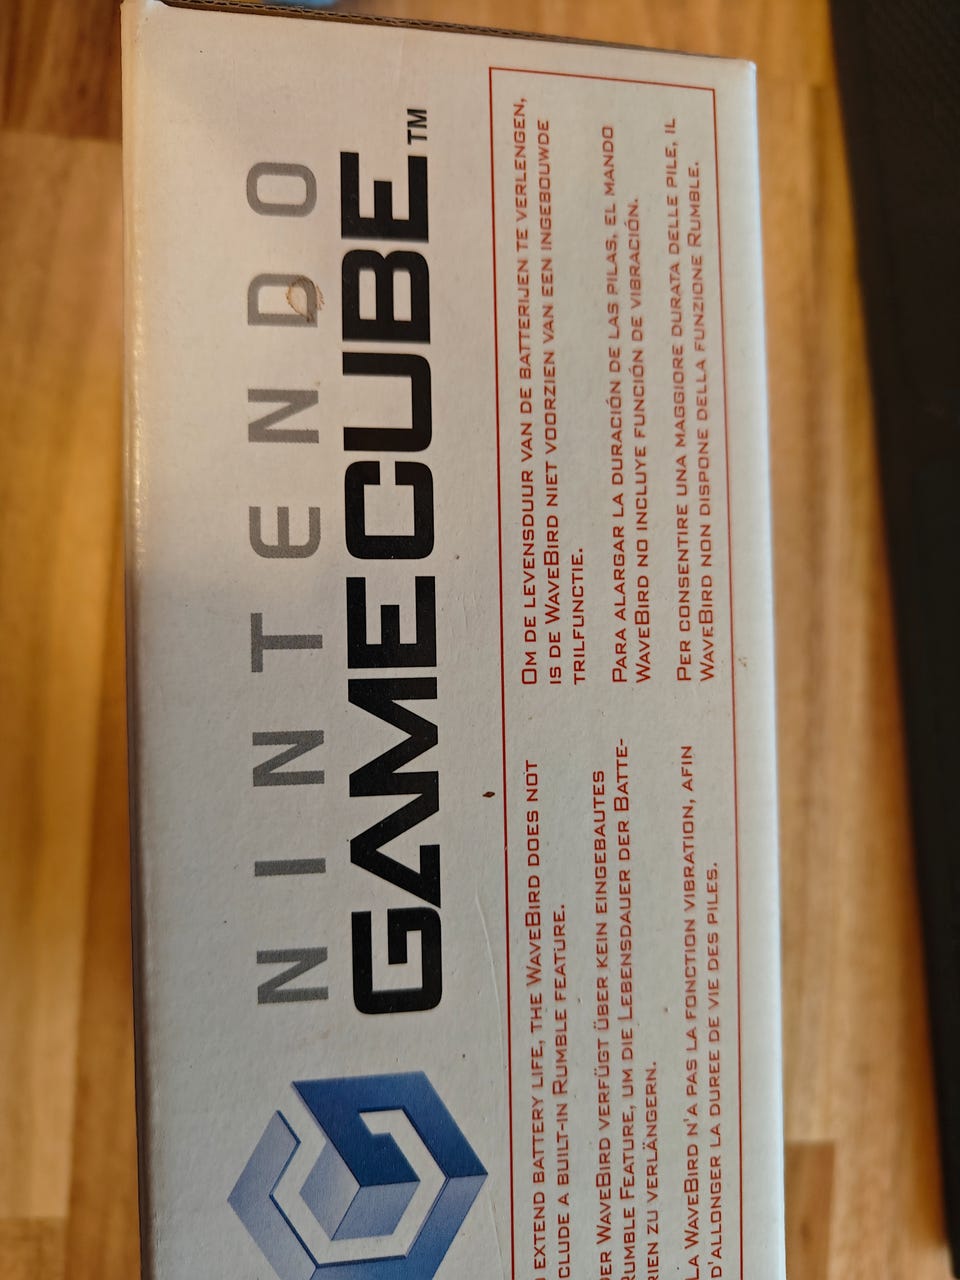 NINTENDO
GAMECUBE™
EXTEND BATTERY LIFE, THE WAVEBIRD DOES NOT
CLUDE A BUILT-IN RUMBLE FEATURE.
ER WAVEBIRD VERFÜGT ÜBER KEIN EINGEBAUTES
RUMBLE FEATURE, UM DIE LEBENSDAUER DER BATTE-
RIEN ZU VERLÄNGERN.
LA WAVEBIRD N'A PAS LA FONCTION VIBRATION, AFIN
D'ALLONGER LA DUREE DE VIE DES PILES.
OM DE LEVENSDUUR VAN DE BATTERIJEN TE VERLENGEN,
IS DE WAVEBIRD NIET VOORZIEN VAN EEN INGEBOUWDE
TRILFUNCTIE.
PARA ALARGAR LA DURACIÓN DE LAS PILAS, EL MANDO
WAVEBIRD NO INCLUYE FUNCIÓN DE VIBRACIÓN.
PER CONSENTIRE UNA MAGGIORE DURATA DELLE PILE, IL
WAVEBIRD NON DISPONE DELLA FUNZIONE RUMBLE.